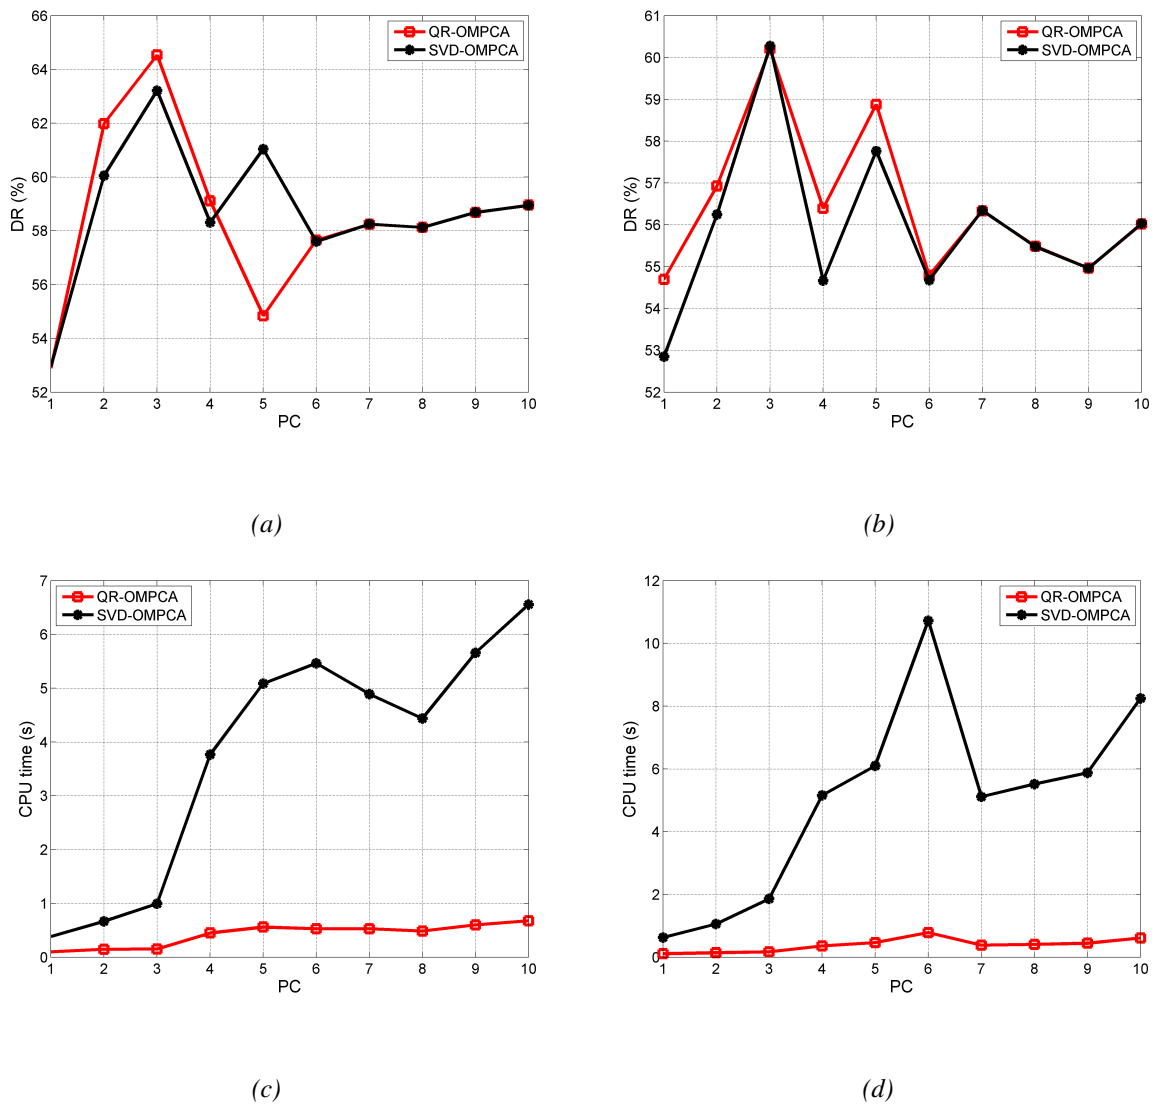 66
64
62
60
58
56
54
52
1 2 3 4 5 6 7 8 9 10
DR (%)
PC
QR-OMPCA
SVD-OMPCA
(a)
61
60
59
58
57
56
55
54
53
52
1 2 3 4 5 6 7 8 9 10
DR (%)
PC
QR-OMPCA
SVD-OMPCA
(b)
7
6
5
4
3
2
1
0
1 2 3 4 5 6 7 8 9 10
CPU time (s)
PC
QR-OMPCA
SVD-OMPCA
(c)
12
10
8
6
4
2
0
1 2 3 4 5 6 7 8 9 10
CPU time (s)
PC
QR-OMPCA
SVD-OMPCA
(d)